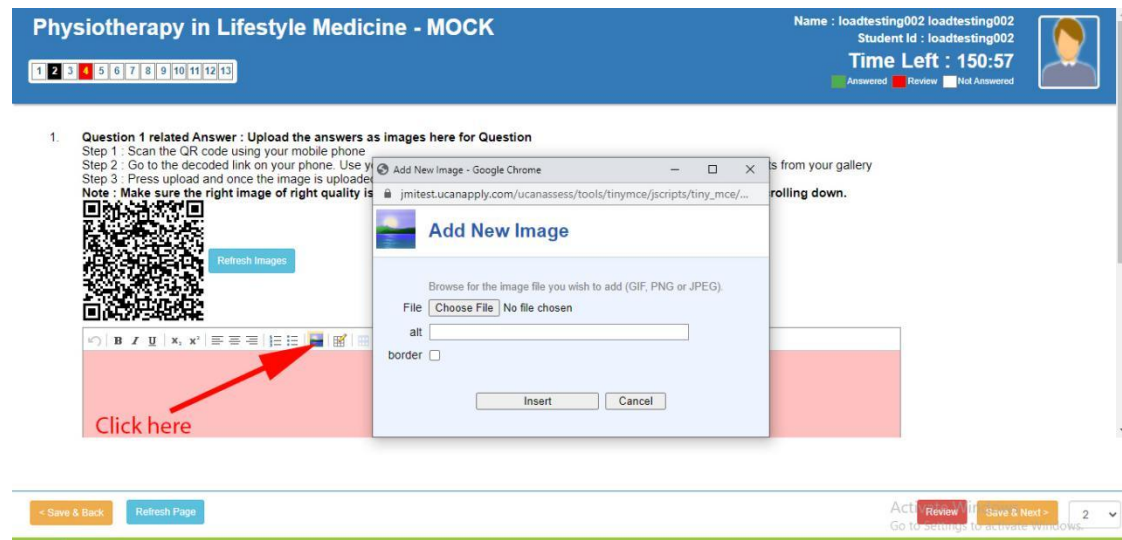 Physiotherapy in Lifestyle Medicine - MOCK
Name : loadtesting002 loadtesting002
Student Id : loadtesting002
Time Left : 150:57
Answered Review Not Answered
1 2 3 4 5 6 7 8 9 10 11 12 13
1. Question 1 related Answer : Upload the answers as images here for Question
Step 1 : Scan the QR code using your mobile phone
Step 2 : Go to the decoded link on your phone. Use
s from your gallery
Step 3 : Press upload and once the image is uploaded
Note : Make sure the right image of right quality is
rolling down.
Refresh Images
Add New Image - Google Chrome
jmitest.ucanapply.com/ucanassess/tools/tinymce/jscripts/tiny_mce/...
Add New Image
Browse for the image file you wish to add (GIF, PNG or JPEG).
File Choose File No file chosen
alt
border
Insert Cancel
B I U x₂ x²
Click here
< Save & Back Refresh Page
Review Save & Next > 2
Go to Settings to activate Windows.